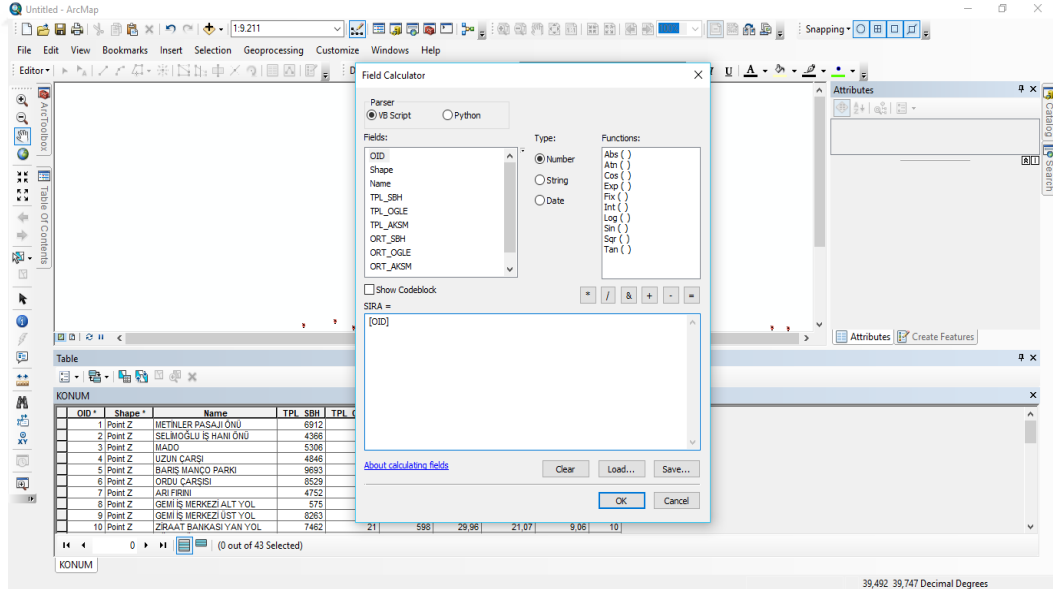 Untitled - ArcMap
1:9.211
Snapping
File Edit View Bookmarks Insert Selection Geoprocessing Customize Windows Help
Editor
U A
ArcToolbox
Table Of Contents
Field Calculator
Parser
VB Script
Python
Fields:
OID
Shape
Name
TPL_SBH
TPL_OGLE
TPL_AKSM
ORT_SBH
ORT_OGLE
ORT_AKSM
Type:
Number
String
Date
Functions:
Abs ( )
Atn ( )
Cos ( )
Exp ( )
Fix ( )
Int ( )
Log ( )
Sin ( )
Sqr ( )
Tan ( )
Show Codeblock
* / & + - =
SIRA =
[OID]
About calculating fields
Clear Load... Save...
OK Cancel
Attributes
Catalog
Search
Attributes Create Features
Table
KONUM
OID * Shape * Name TPL_SBH
1 Point Z METİNLER PASAJI ÖNÜ 6912
2 Point Z SELİMOĞLU İŞ HANI ÖNÜ 4366
3 Point Z MADO 5306
4 Point Z UZUN ÇARŞI 4846
5 Point Z BARIŞ MANÇO PARKI 9693
6 Point Z ORDU ÇARŞISI 8529
7 Point Z ARI FIRINI 4752
8 Point Z GEMİ İŞ MERKEZİ ALT YOL 575
9 Point Z GEMİ İŞ MERKEZİ ÜST YOL 8263
10 Point Z ZİRAAT BANKASI YAN YOL 7462 21 598 29,96 21,07 9,06 10
0 (0 out of 43 Selected)
KONUM
39,492 39,747 Decimal Degrees